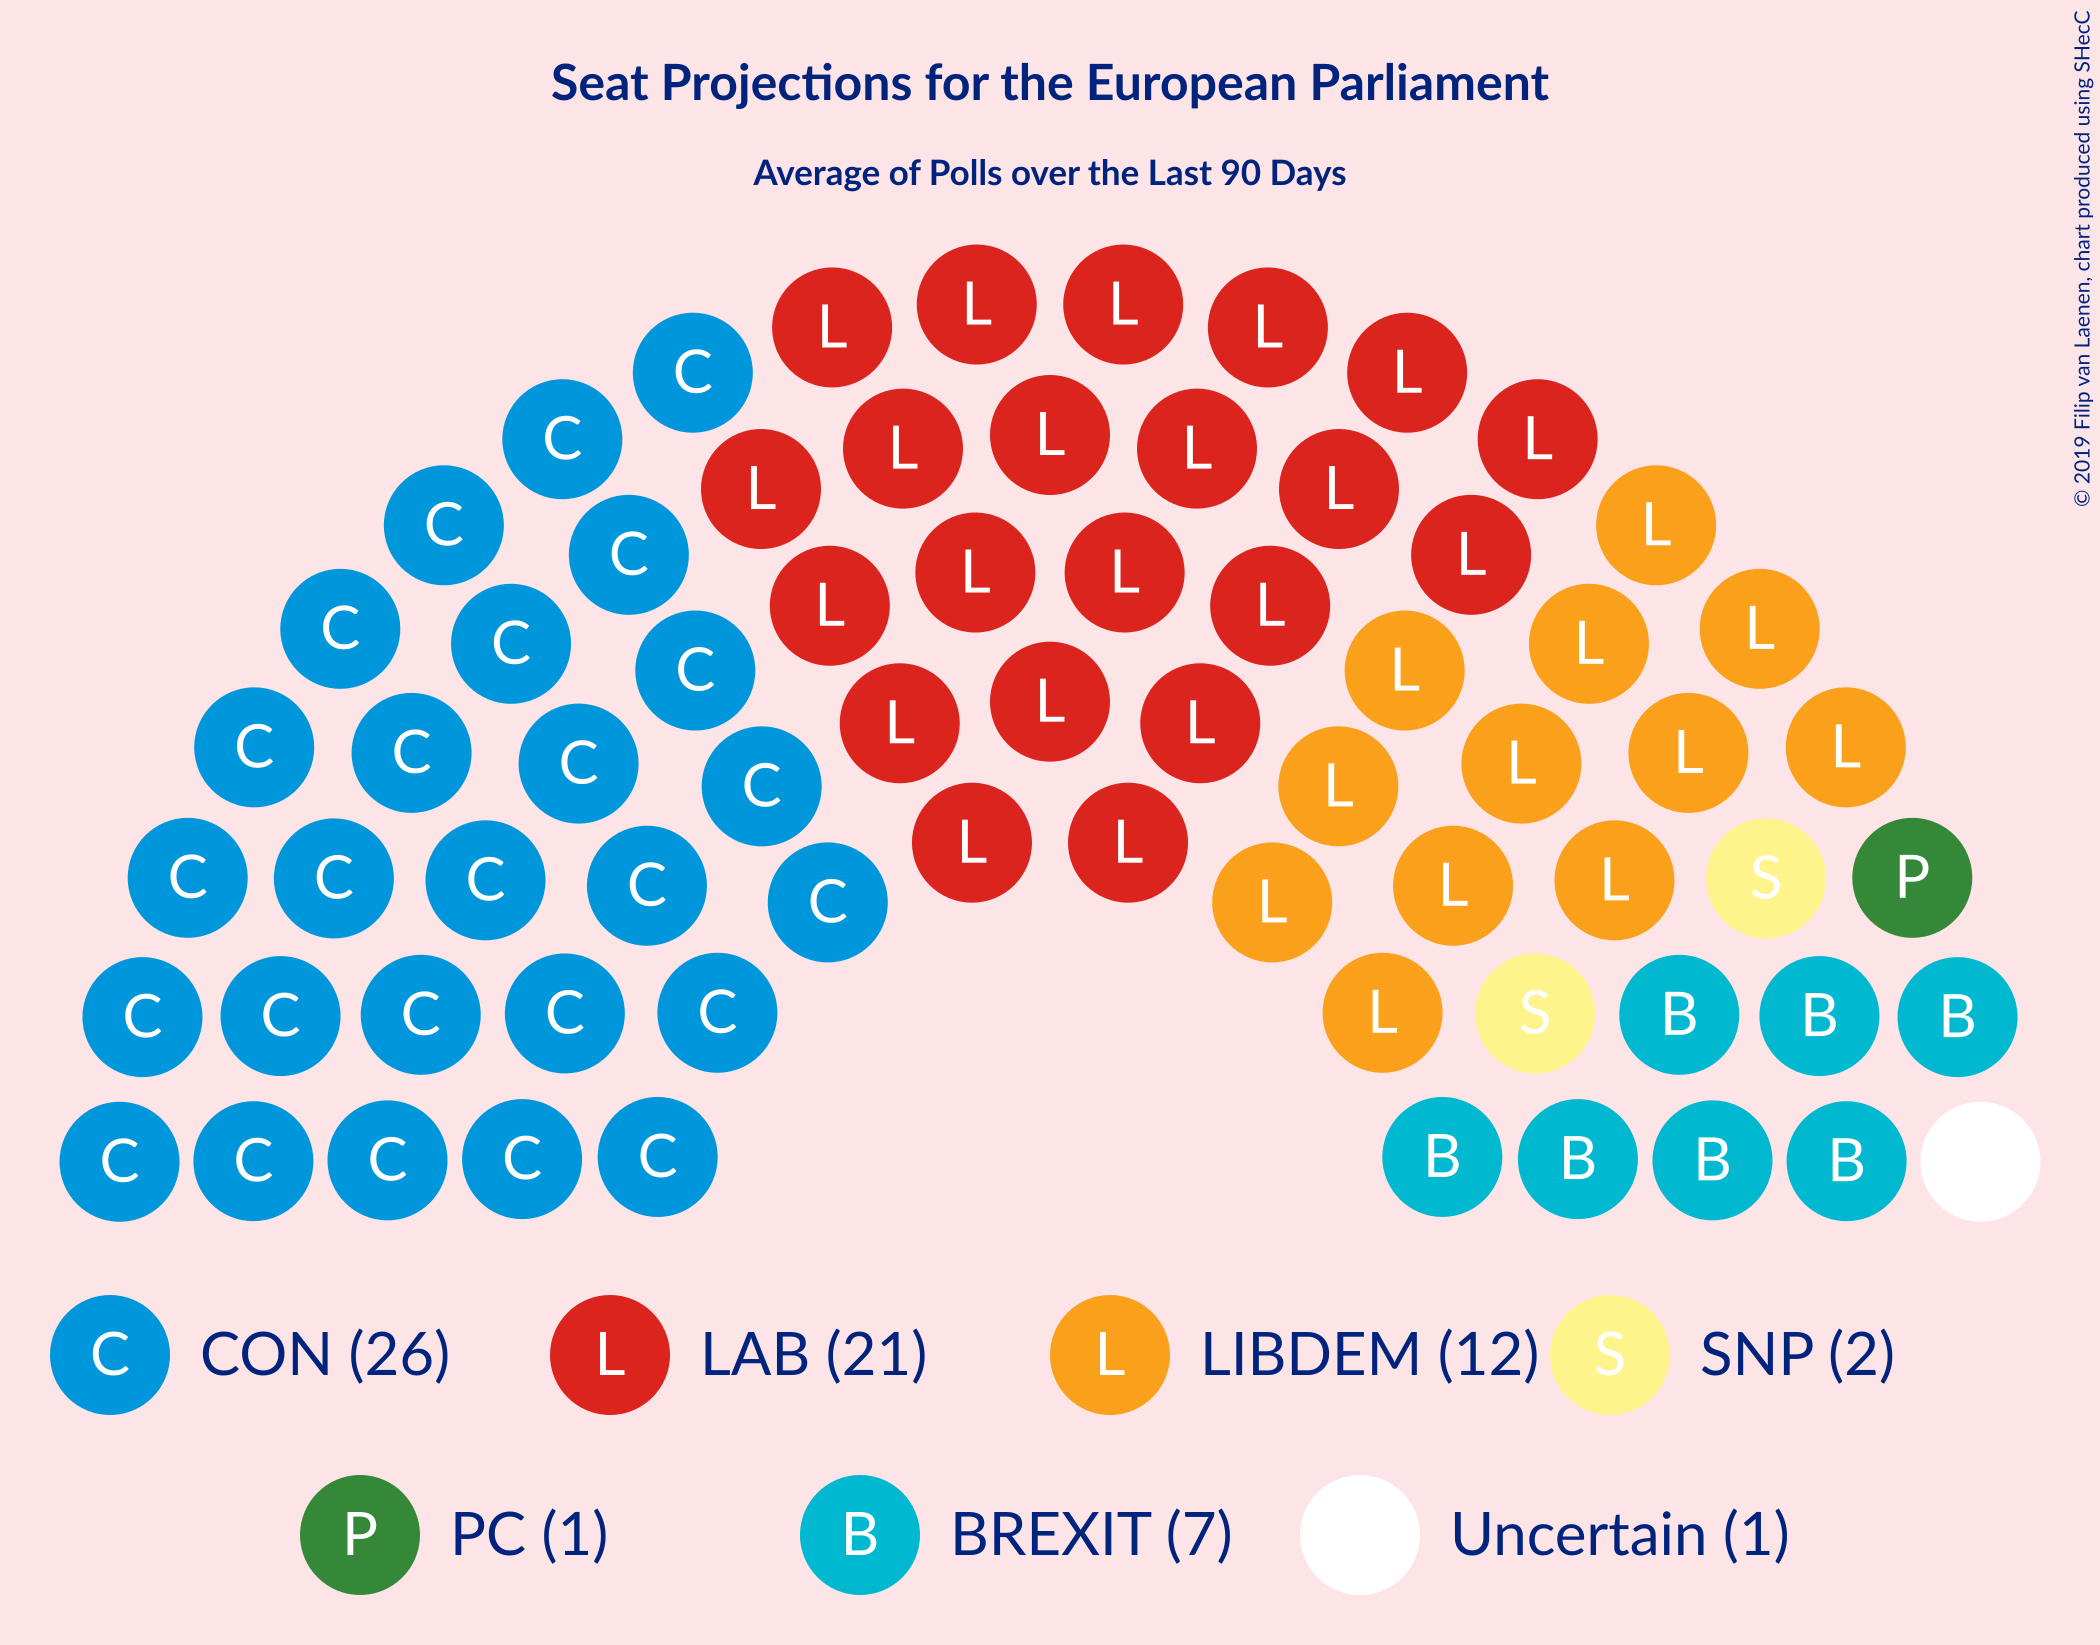 Seat Projections for the European Parliament
Average of Polls over the Last 90 Days
© 2019 Filip van Laenen, chart produced using SHecC
L L L L
C L L
C L L L L L
C C L L
C L L L L L
C C L L L
C C C L L L L L L L
C C L L
C C C C C L L L L L S P
C C C C C L S B B B
C C C C C B B B B
C CON (26) L LAB (21) L LIBDEM (12) S SNP (2)
P PC (1) B BREXIT (7) Uncertain (1)